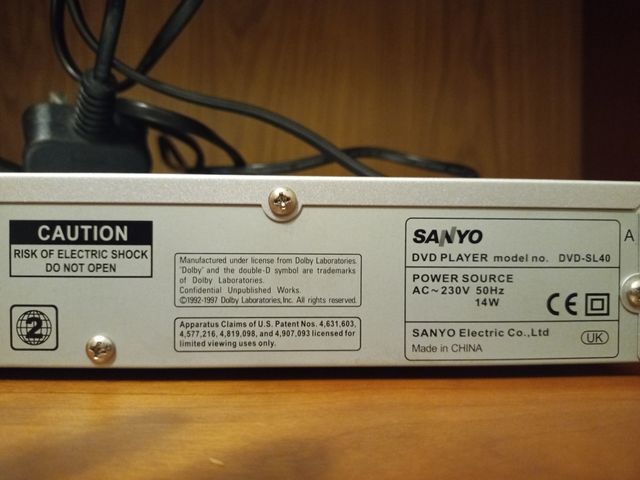 CAUTION
RISK OF ELECTRIC SHOCK
DO NOT OPEN
2
Manufactured under license from Dolby Laboratories.
"Dolby" and the double-D symbol are trademarks
of Dolby Laboratories.
Confidential Unpublished Works.
©1992-1997 Dolby Laboratories, Inc. All rights reserved.
Apparatus Claims of U.S. Patent Nos. 4,631,603,
4,577,216, 4,819,098, and 4,907,093 licensed for
limited viewing uses only.
SANYO
DVD PLAYER model no. DVD-SL40
POWER SOURCE
AC~230V 50Hz
14W
CE
SANYO Electric Co.,Ltd
Made in CHINA
UK
A